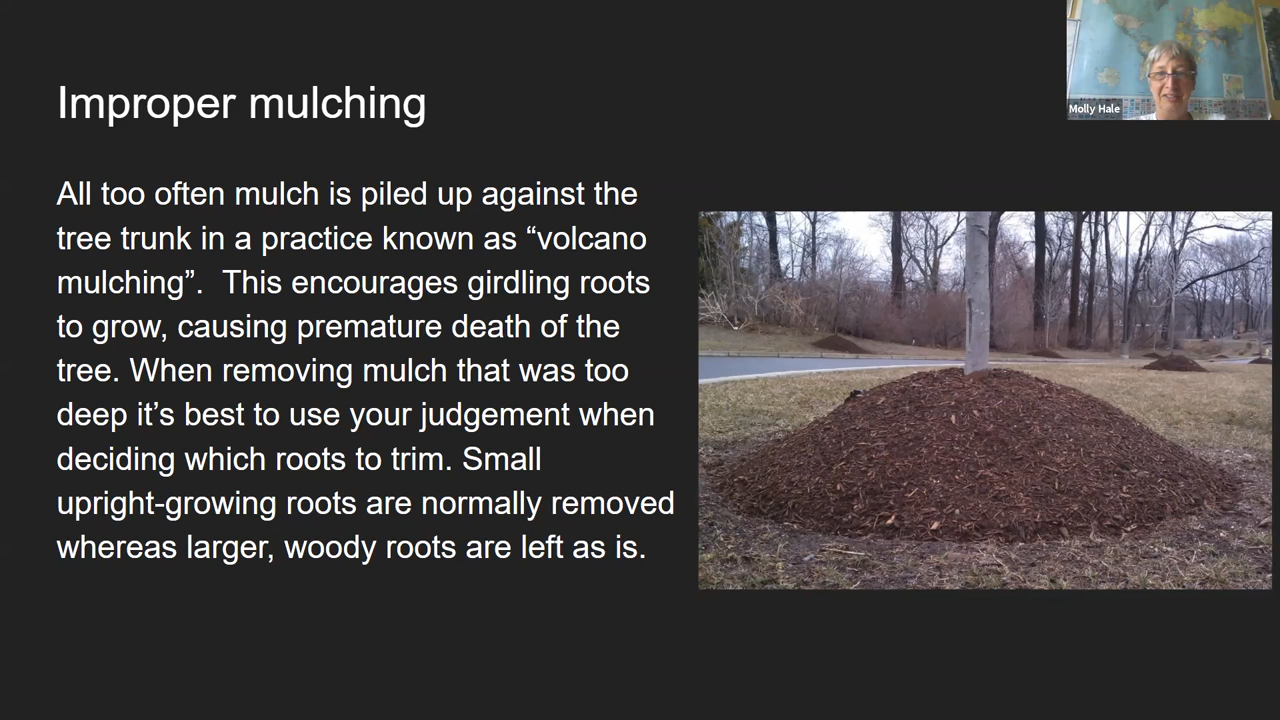 Improper mulching
Molly Hale
All too often mulch is piled up against the
tree trunk in a practice known as “volcano
mulching”.  This encourages girdling roots
to grow, causing premature death of the
tree. When removing mulch that was too
deep it’s best to use your judgement when
deciding which roots to trim. Small
upright-growing roots are normally removed
whereas larger, woody roots are left as is.